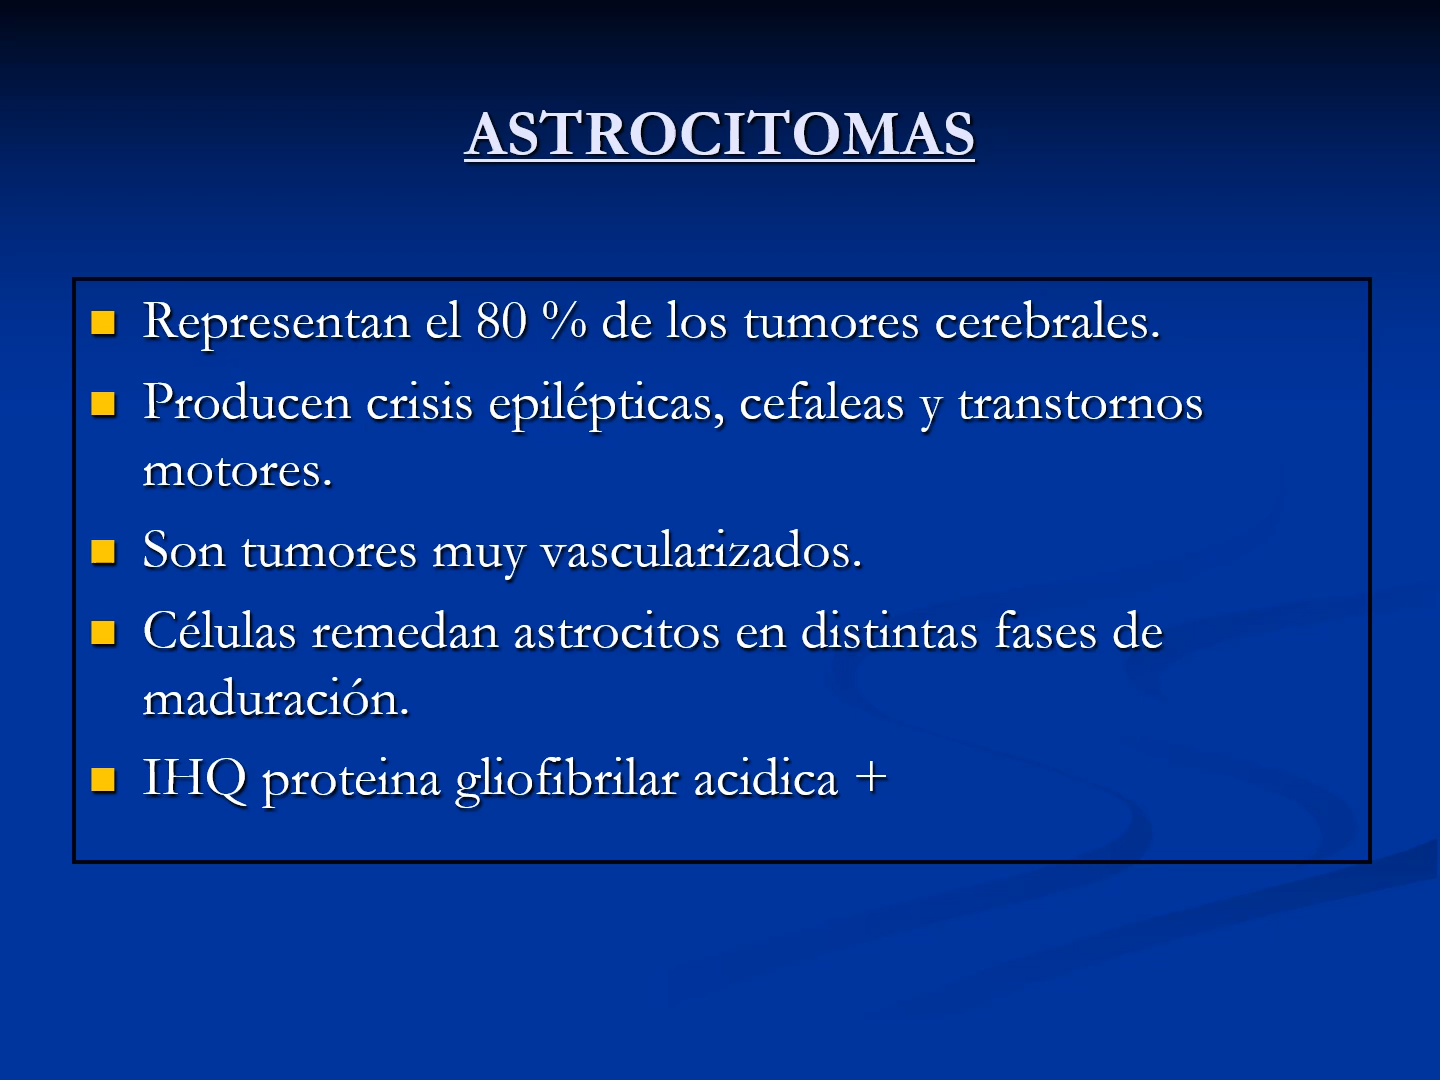 ASTROCITOMAS
Representan el 80 % de los tumores cerebrales.
Producen crisis epilépticas, cefaleas y transtornos
motores.
Son tumores muy vascularizados.
Células remedan astrocitos en distintas fases de
maduración.
IHQ proteina gliofibrilar acidica +